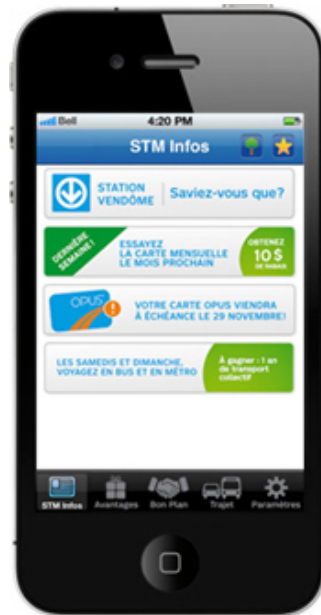 Bell 4:20 PM
STM Infos
STATION
VENDÔME
Saviez-vous que?
DERNIÈRE
SEMAINE!
ESSAYEZ
LA CARTE MENSUELLE
LE MOIS PROCHAIN
OBTENEZ
10$
DE RABAIS
OPUS
VOTRE CARTE OPUS VIENDRA
À ÉCHÉANCE LE 29 NOVEMBRE!
LES SAMEDIS ET DIMANCHE,
VOYAGEZ EN BUS ET EN MÉTRO
À gagner : 1 an
de transport
collectif
STM Infos Avantages Bon Plan Trajet Paramètres